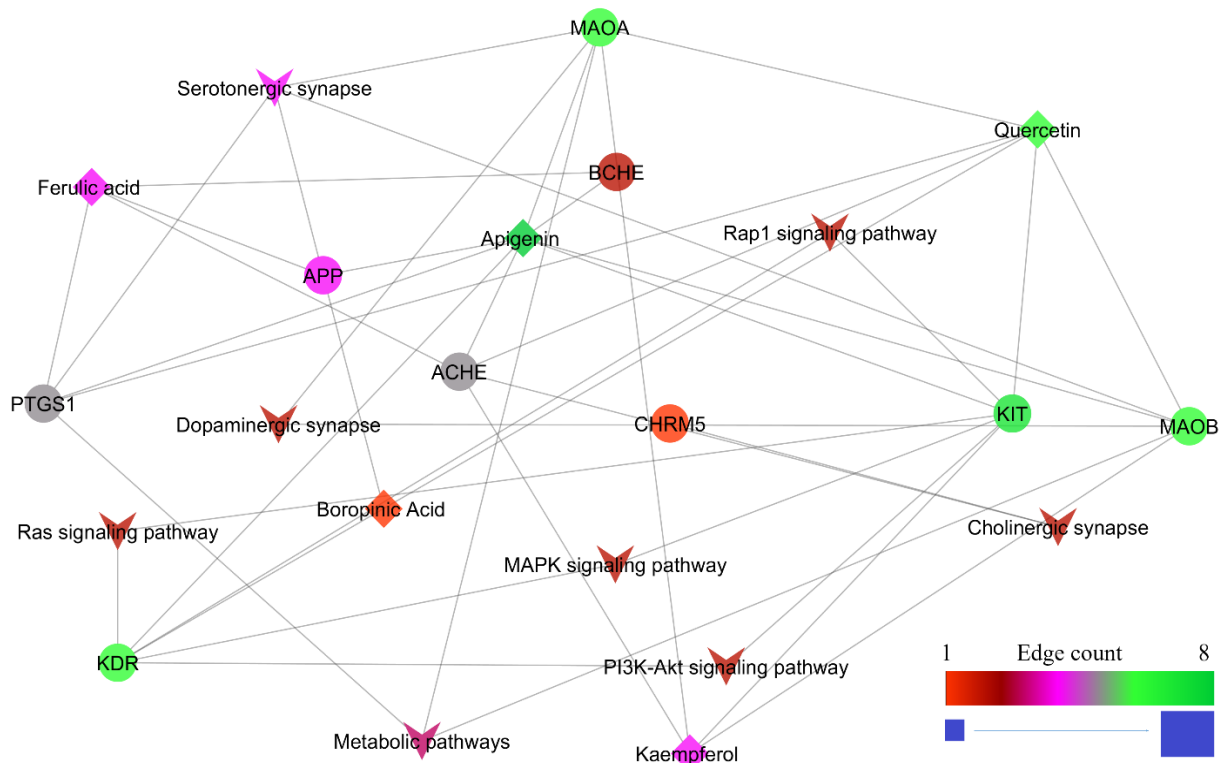 MAOA
Serotonergic synapse
Quercetin
BCHE
Ferulic acid
Rap1 signaling pathway
Apigenin
APP
ACHE
PTGS1
KIT
Dopaminergic synapse
CHRM5
MAOB
Boropinic Acid
Ras signaling pathway
Cholinergic synapse
MAPK signaling pathway
KDR
PI3K-Akt signaling pathway
1 Edge count 8
Metabolic pathways
Kaempferol